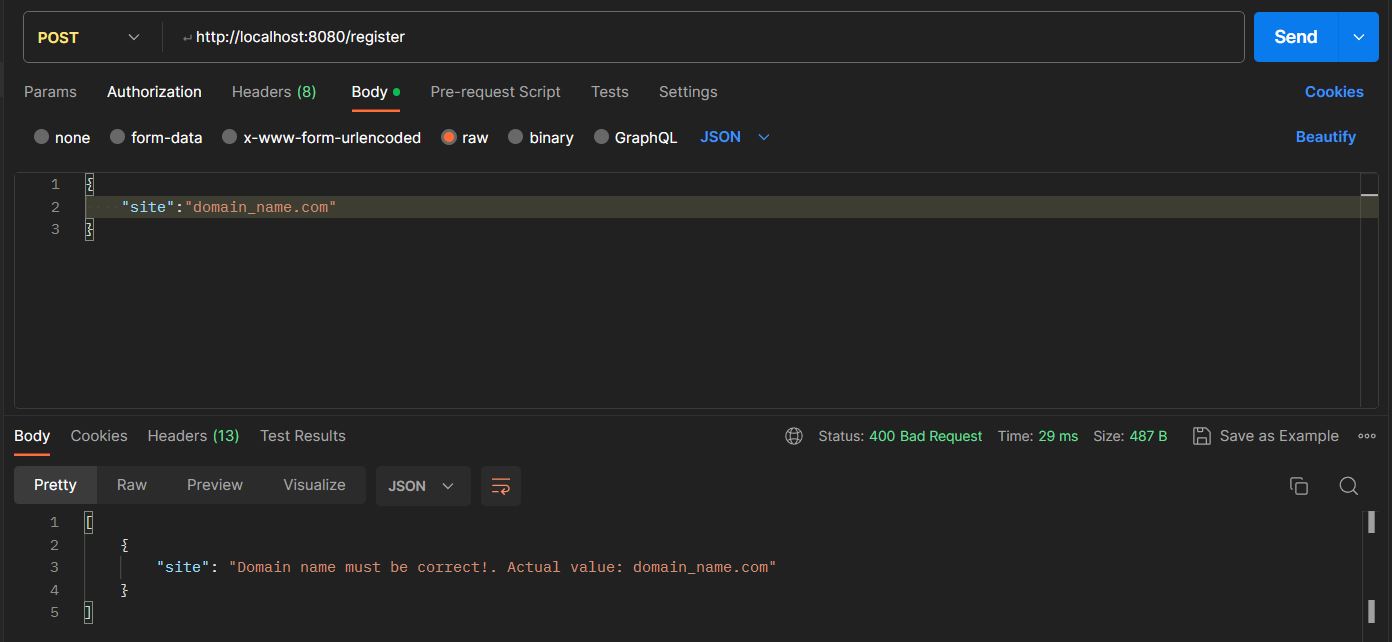 POST http://localhost:8080/register Send
Params Authorization Headers (8) Body Pre-request Script Tests Settings Cookies
none form-data x-www-form-urlencoded raw binary GraphQL JSON Beautify
1 {
2 "site":"domain_name.com"
3 }
Body Cookies Headers (13) Test Results Status: 400 Bad Request Time: 29 ms Size: 487 B Save as Example
Pretty Raw Preview Visualize JSON
1 [
2 {
3 "site": "Domain name must be correct!. Actual value: domain_name.com"
4 }
5 ]